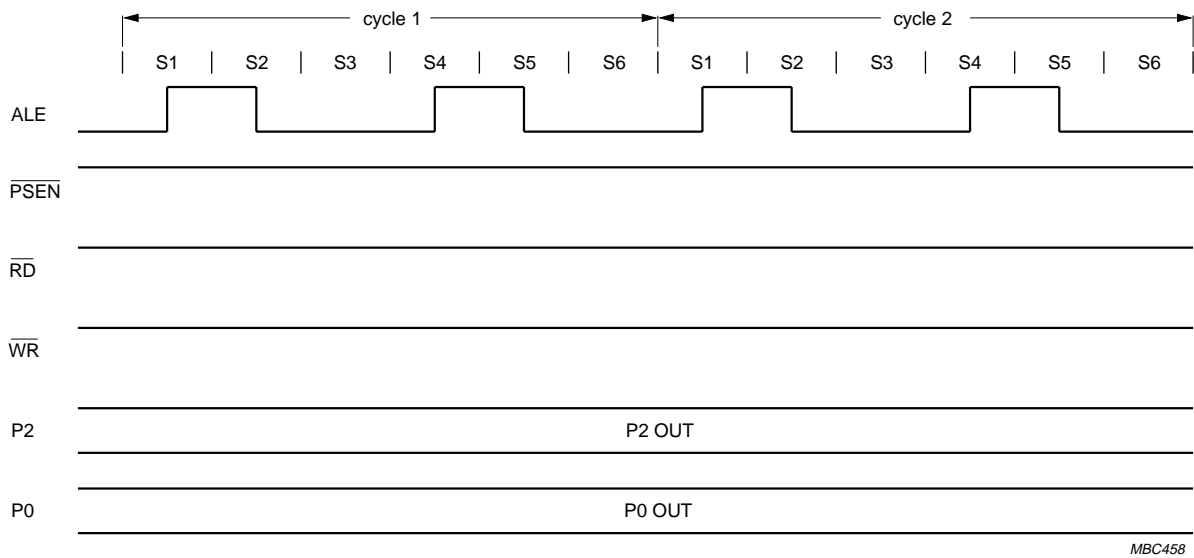 cycle 1 cycle 2
S1 S2 S3 S4 S5 S6 S1 S2 S3 S4 S5 S6
ALE
PSEN
RD
WR
P2 P2 OUT
P0 P0 OUT
MBC458